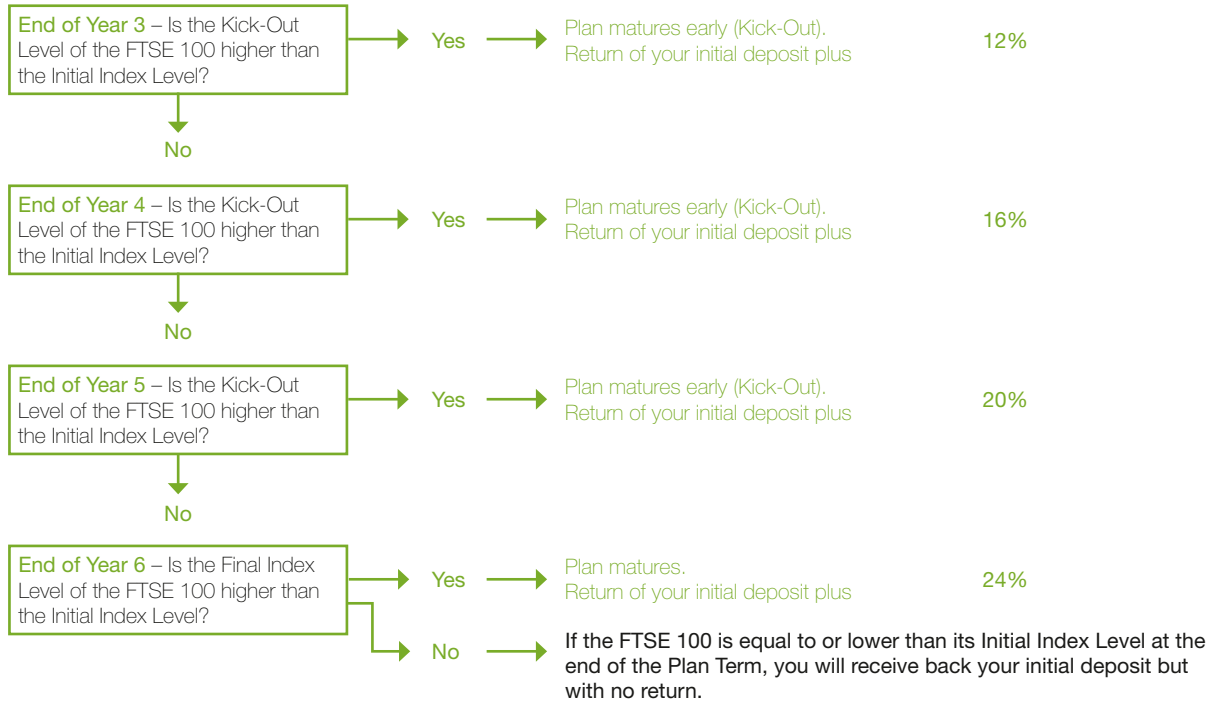 End of Year 3 – Is the Kick-Out
Level of the FTSE 100 higher than
the Initial Index Level?
Yes
Plan matures early (Kick-Out).
Return of your initial deposit plus
12%
No
End of Year 4 – Is the Kick-Out
Level of the FTSE 100 higher than
the Initial Index Level?
Yes
Plan matures early (Kick-Out).
Return of your initial deposit plus
16%
No
End of Year 5 – Is the Kick-Out
Level of the FTSE 100 higher than
the Initial Index Level?
Yes
Plan matures early (Kick-Out).
Return of your initial deposit plus
20%
No
End of Year 6 – Is the Final Index
Level of the FTSE 100 higher than
the Initial Index Level?
Yes
Plan matures.
Return of your initial deposit plus
24%
No
If the FTSE 100 is equal to or lower than its Initial Index Level at the
end of the Plan Term, you will receive back your initial deposit but
with no return.